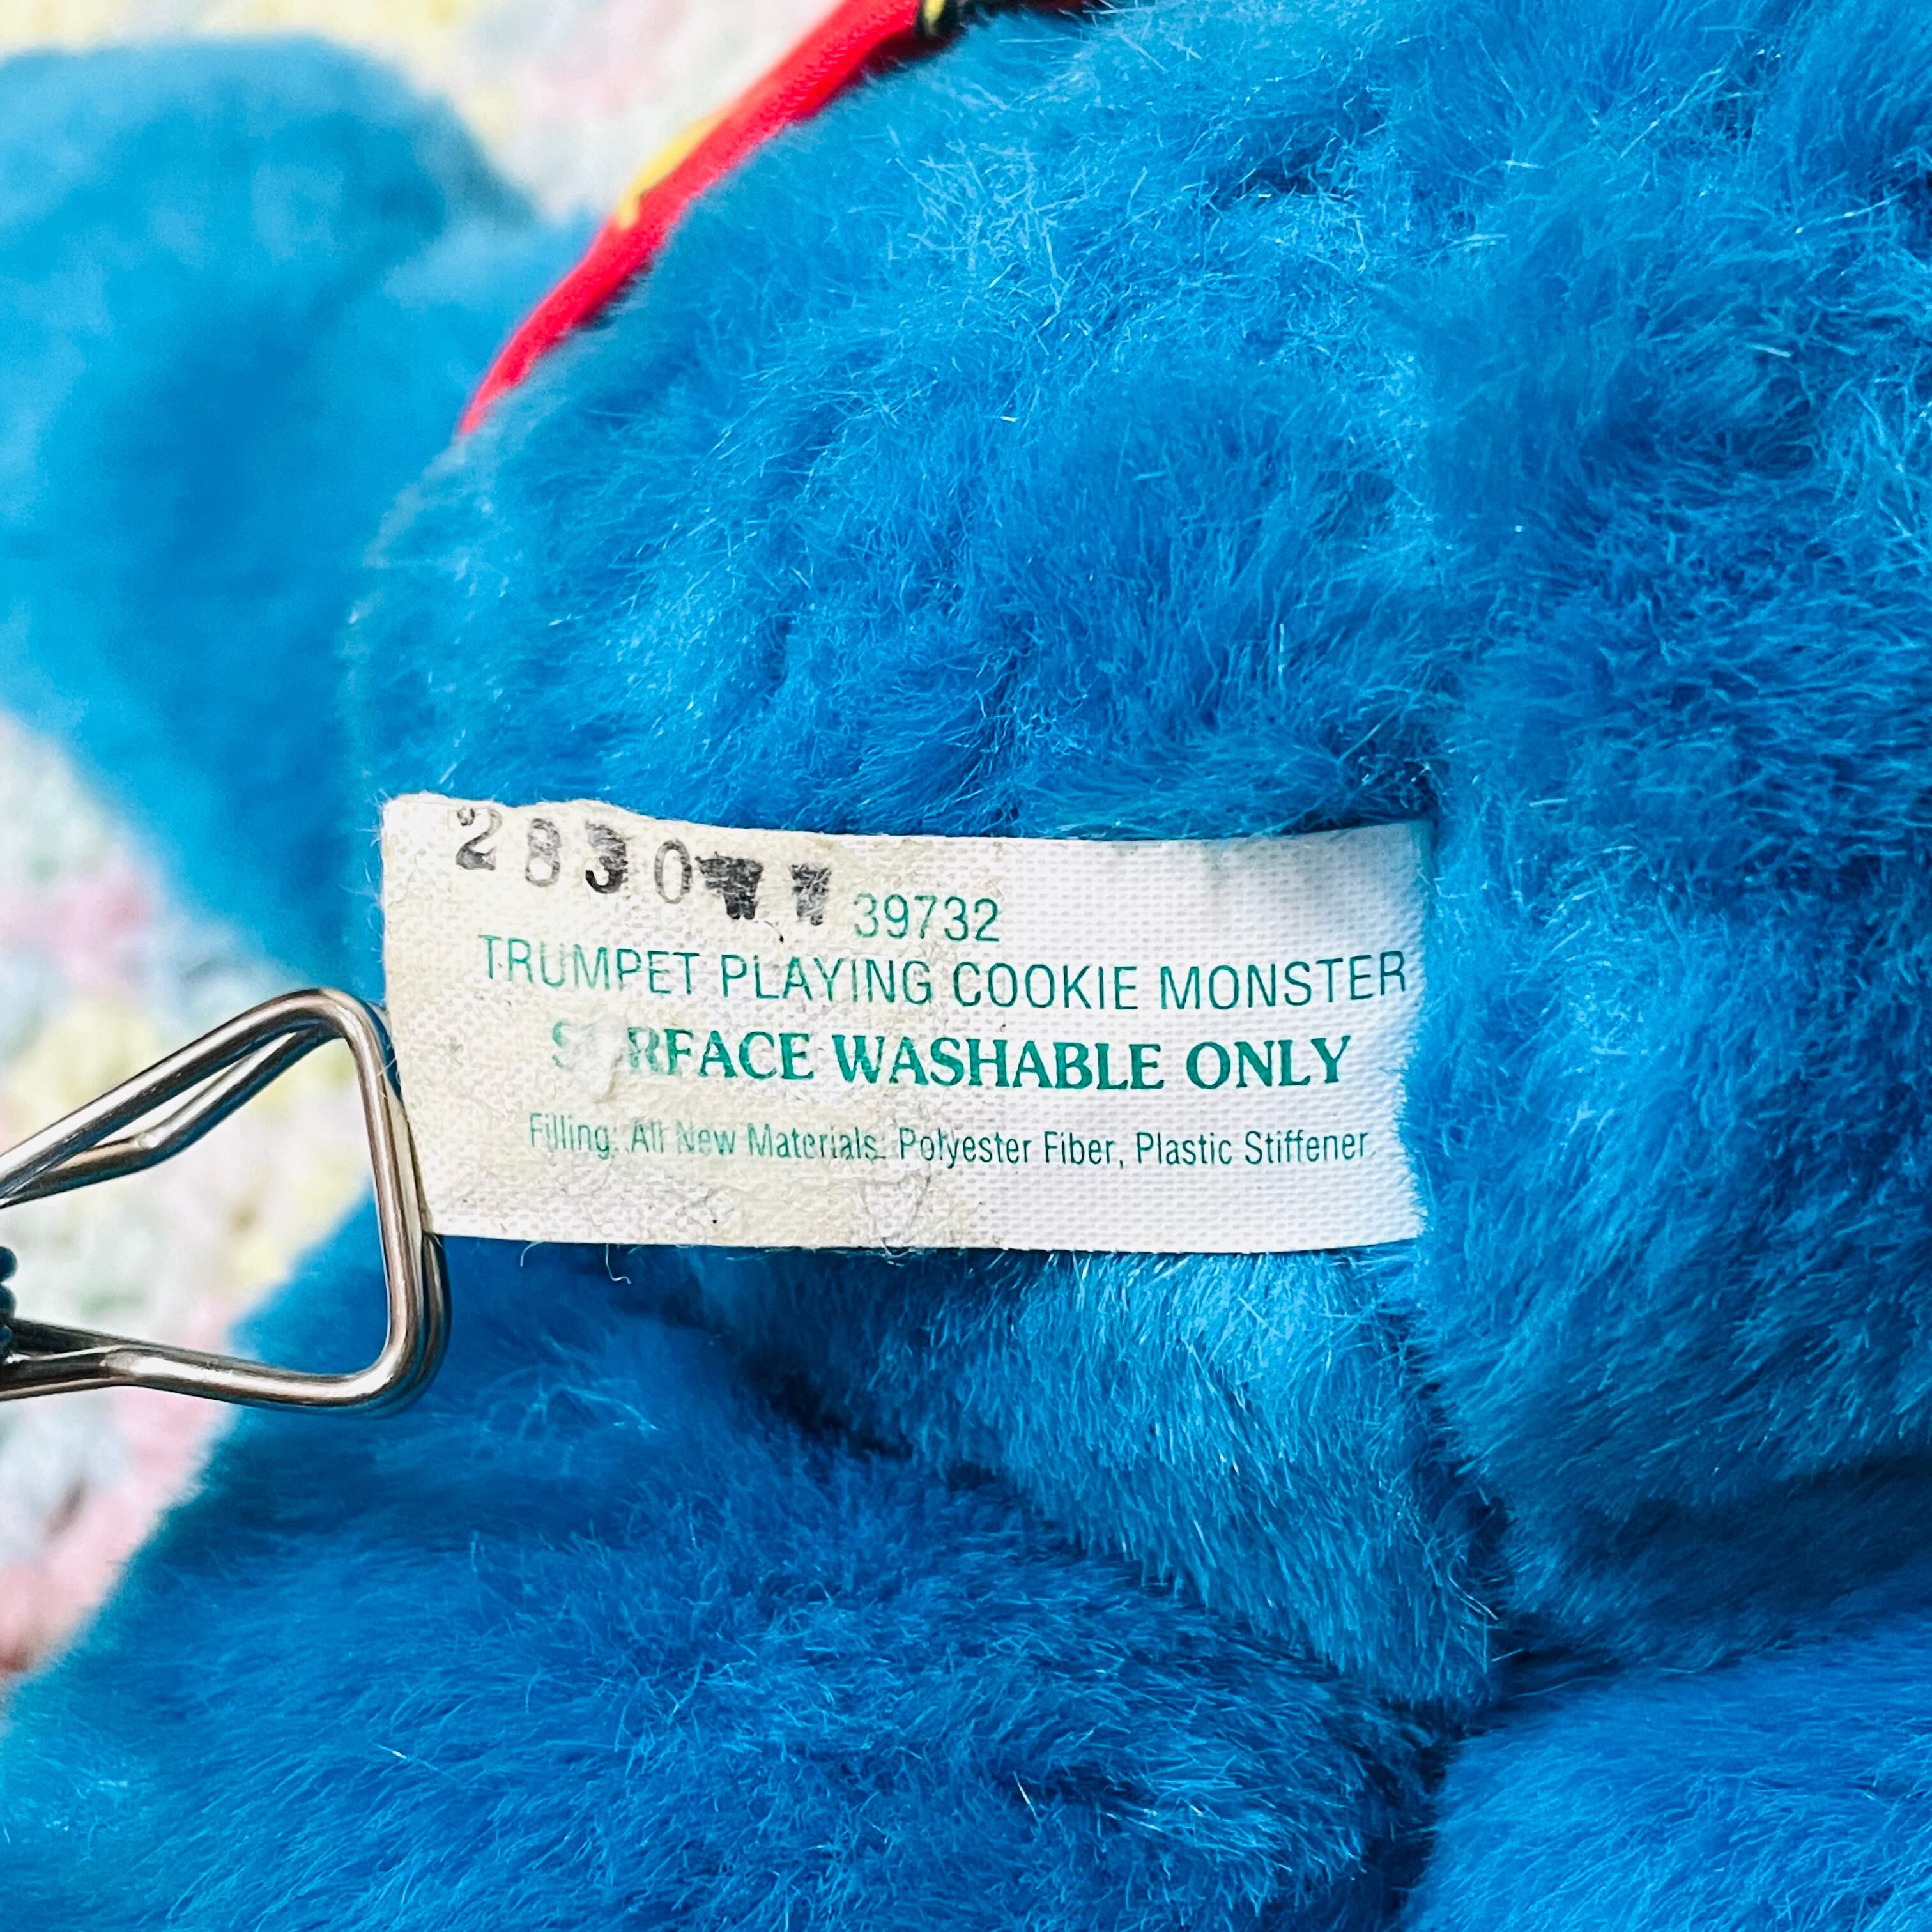 2830
39732
TRUMPET PLAYING COOKIE MONSTER
SURFACE WASHABLE ONLY
Filling: All New Materials. Polyester Fiber, Plastic Stiffener.